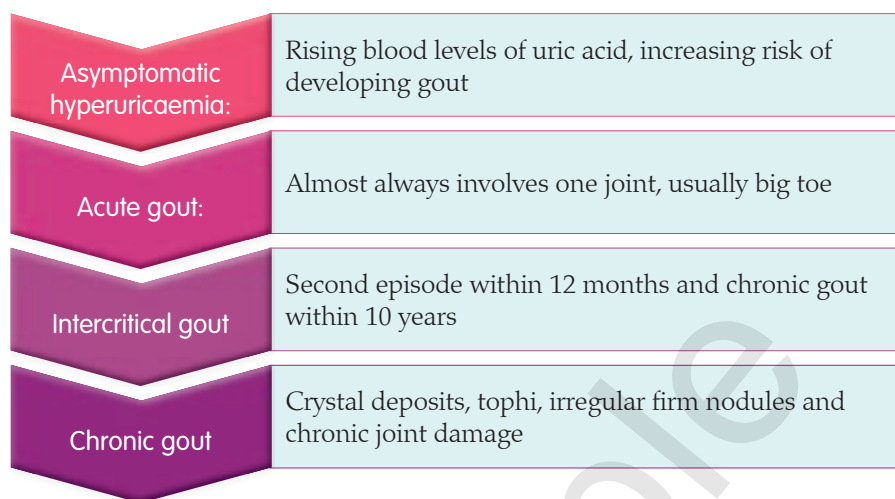 Asymptomatic
hyperuricaemia:
Rising blood levels of uric acid, increasing risk of
developing gout
Acute gout:
Almost always involves one joint, usually big toe
Intercritical gout
Second episode within 12 months and chronic gout
within 10 years
Chronic gout
Crystal deposits, tophi, irregular firm nodules and
chronic joint damage